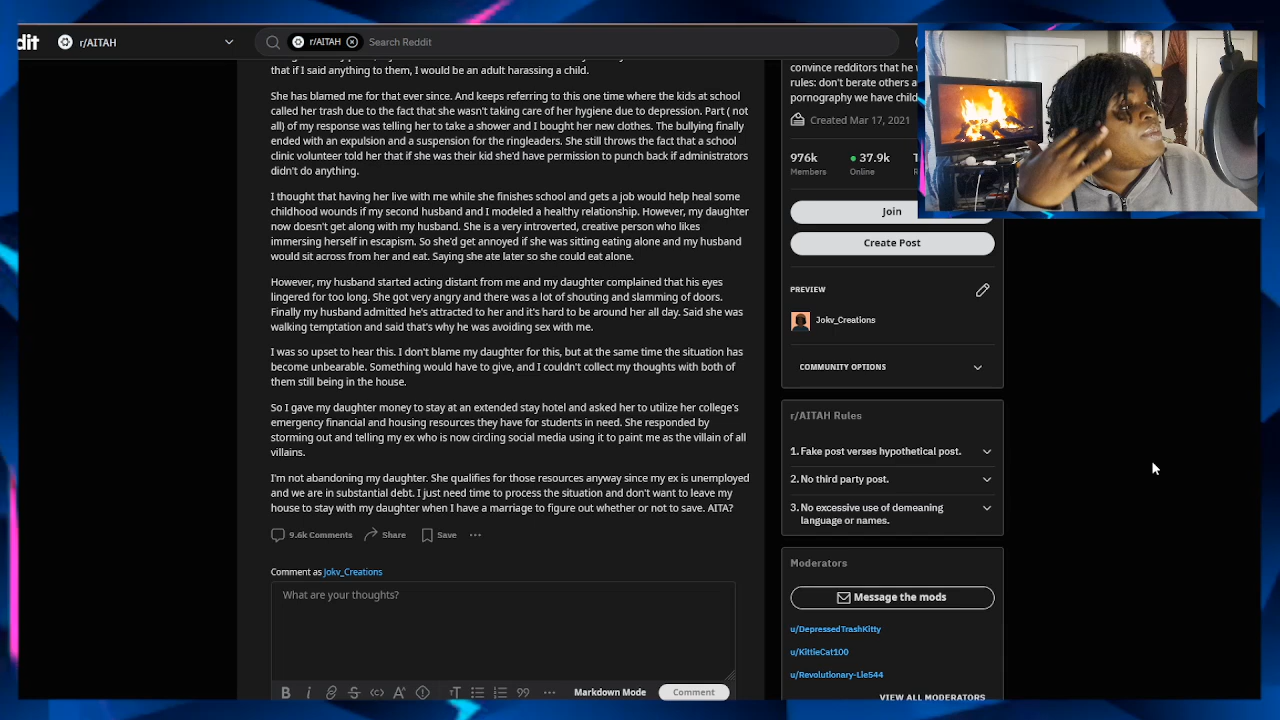 dit r/AITAH r/AITAH Search Reddit
that if I said anything to them, I would be an adult harassing a child.
She has blamed me for that ever since. And keeps referring to this one time where the kids at school
called her trash due to the fact that she wasn't taking care of her hygiene due to depression. Part ( not
all) of my response was telling her to take a shower and I bought her new clothes. The bullying finally
ended with an expulsion and a suspension for the ringleaders. She still throws the fact that a school
clinic volunteer told her that if she was their kid she'd have permission to punch back if administrators
didn't do anything.
I thought that having her live with me while she finishes school and gets a job would help heal some
childhood wounds if my second husband and I modeled a healthy relationship. However, my daughter
now doesn't get along with my husband. She is a very introverted, creative person who likes
immersing herself in escapism. So she'd get annoyed if she was sitting eating alone and my husband
would sit across from her and eat. Saying she ate later so she could eat alone.
However, my husband started acting distant from me and my daughter complained that his eyes
lingered for too long. She got very angry and there was a lot of shouting and slamming of doors.
Finally my husband admitted he's attracted to her and it's hard to be around her all day. Said she was
walking temptation and said that's why he was avoiding sex with me.
I was so upset to hear this. I don't blame my daughter for this, but at the same time the situation has
become unbearable. Something would have to give, and I couldn't collect my thoughts with both of
them still being in the house.
So I gave my daughter money to stay at an extended stay hotel and asked her to utilize her college's
emergency financial and housing resources they have for students in need. She responded by
storming out and telling my ex who is now circling social media using it to paint me as the villain of all
villains.
I'm not abandoning my daughter. She qualifies for those resources anyway since my ex is unemployed
and we are in substantial debt. I just need time to process the situation and don't want to leave my
house to stay with my daughter when I have a marriage to figure out whether or not to save. AITA?
9.6k Comments Share Save
Comment as Jokv_Creations
What are your thoughts?
Markdown Mode Comment
convince redditors that he
rules: don't berate others
pornography we have child
Created Mar 17, 2021
976k 37.9k
Members Online
Join
Create Post
PREVIEW
Jokv_Creations
COMMUNITY OPTIONS
r/AITAH Rules
1. Fake post verses hypothetical post.
2. No third party post.
3. No excessive use of demeaning
language or names.
Moderators
Message the mods
u/DepressedTrashKitty
u/KittieCat100
u/Revolutionary-Lie544
VIEW ALL MODERATORS